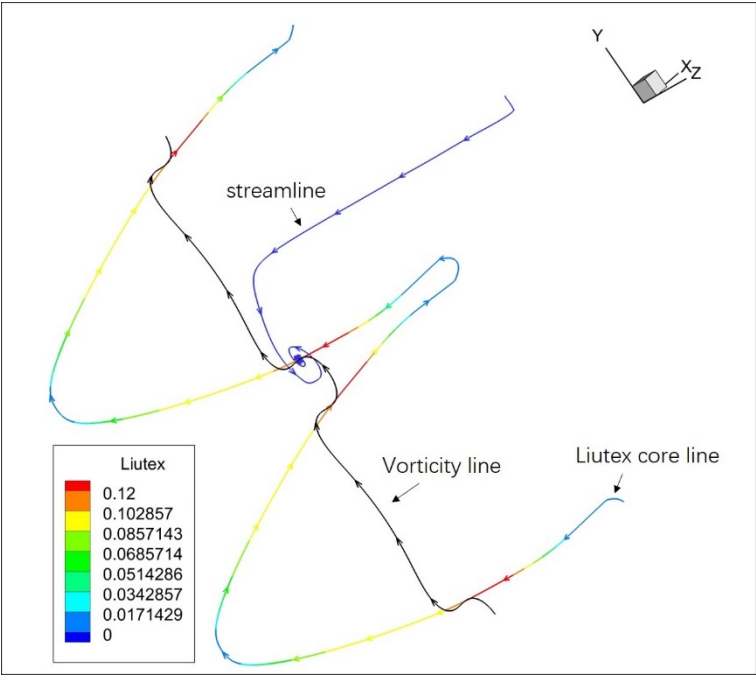 Y
X
Z
streamline
Vorticity line
Liutex core line
Liutex
0.12
0.102857
0.0857143
0.0685714
0.0514286
0.0342857
0.0171429
0